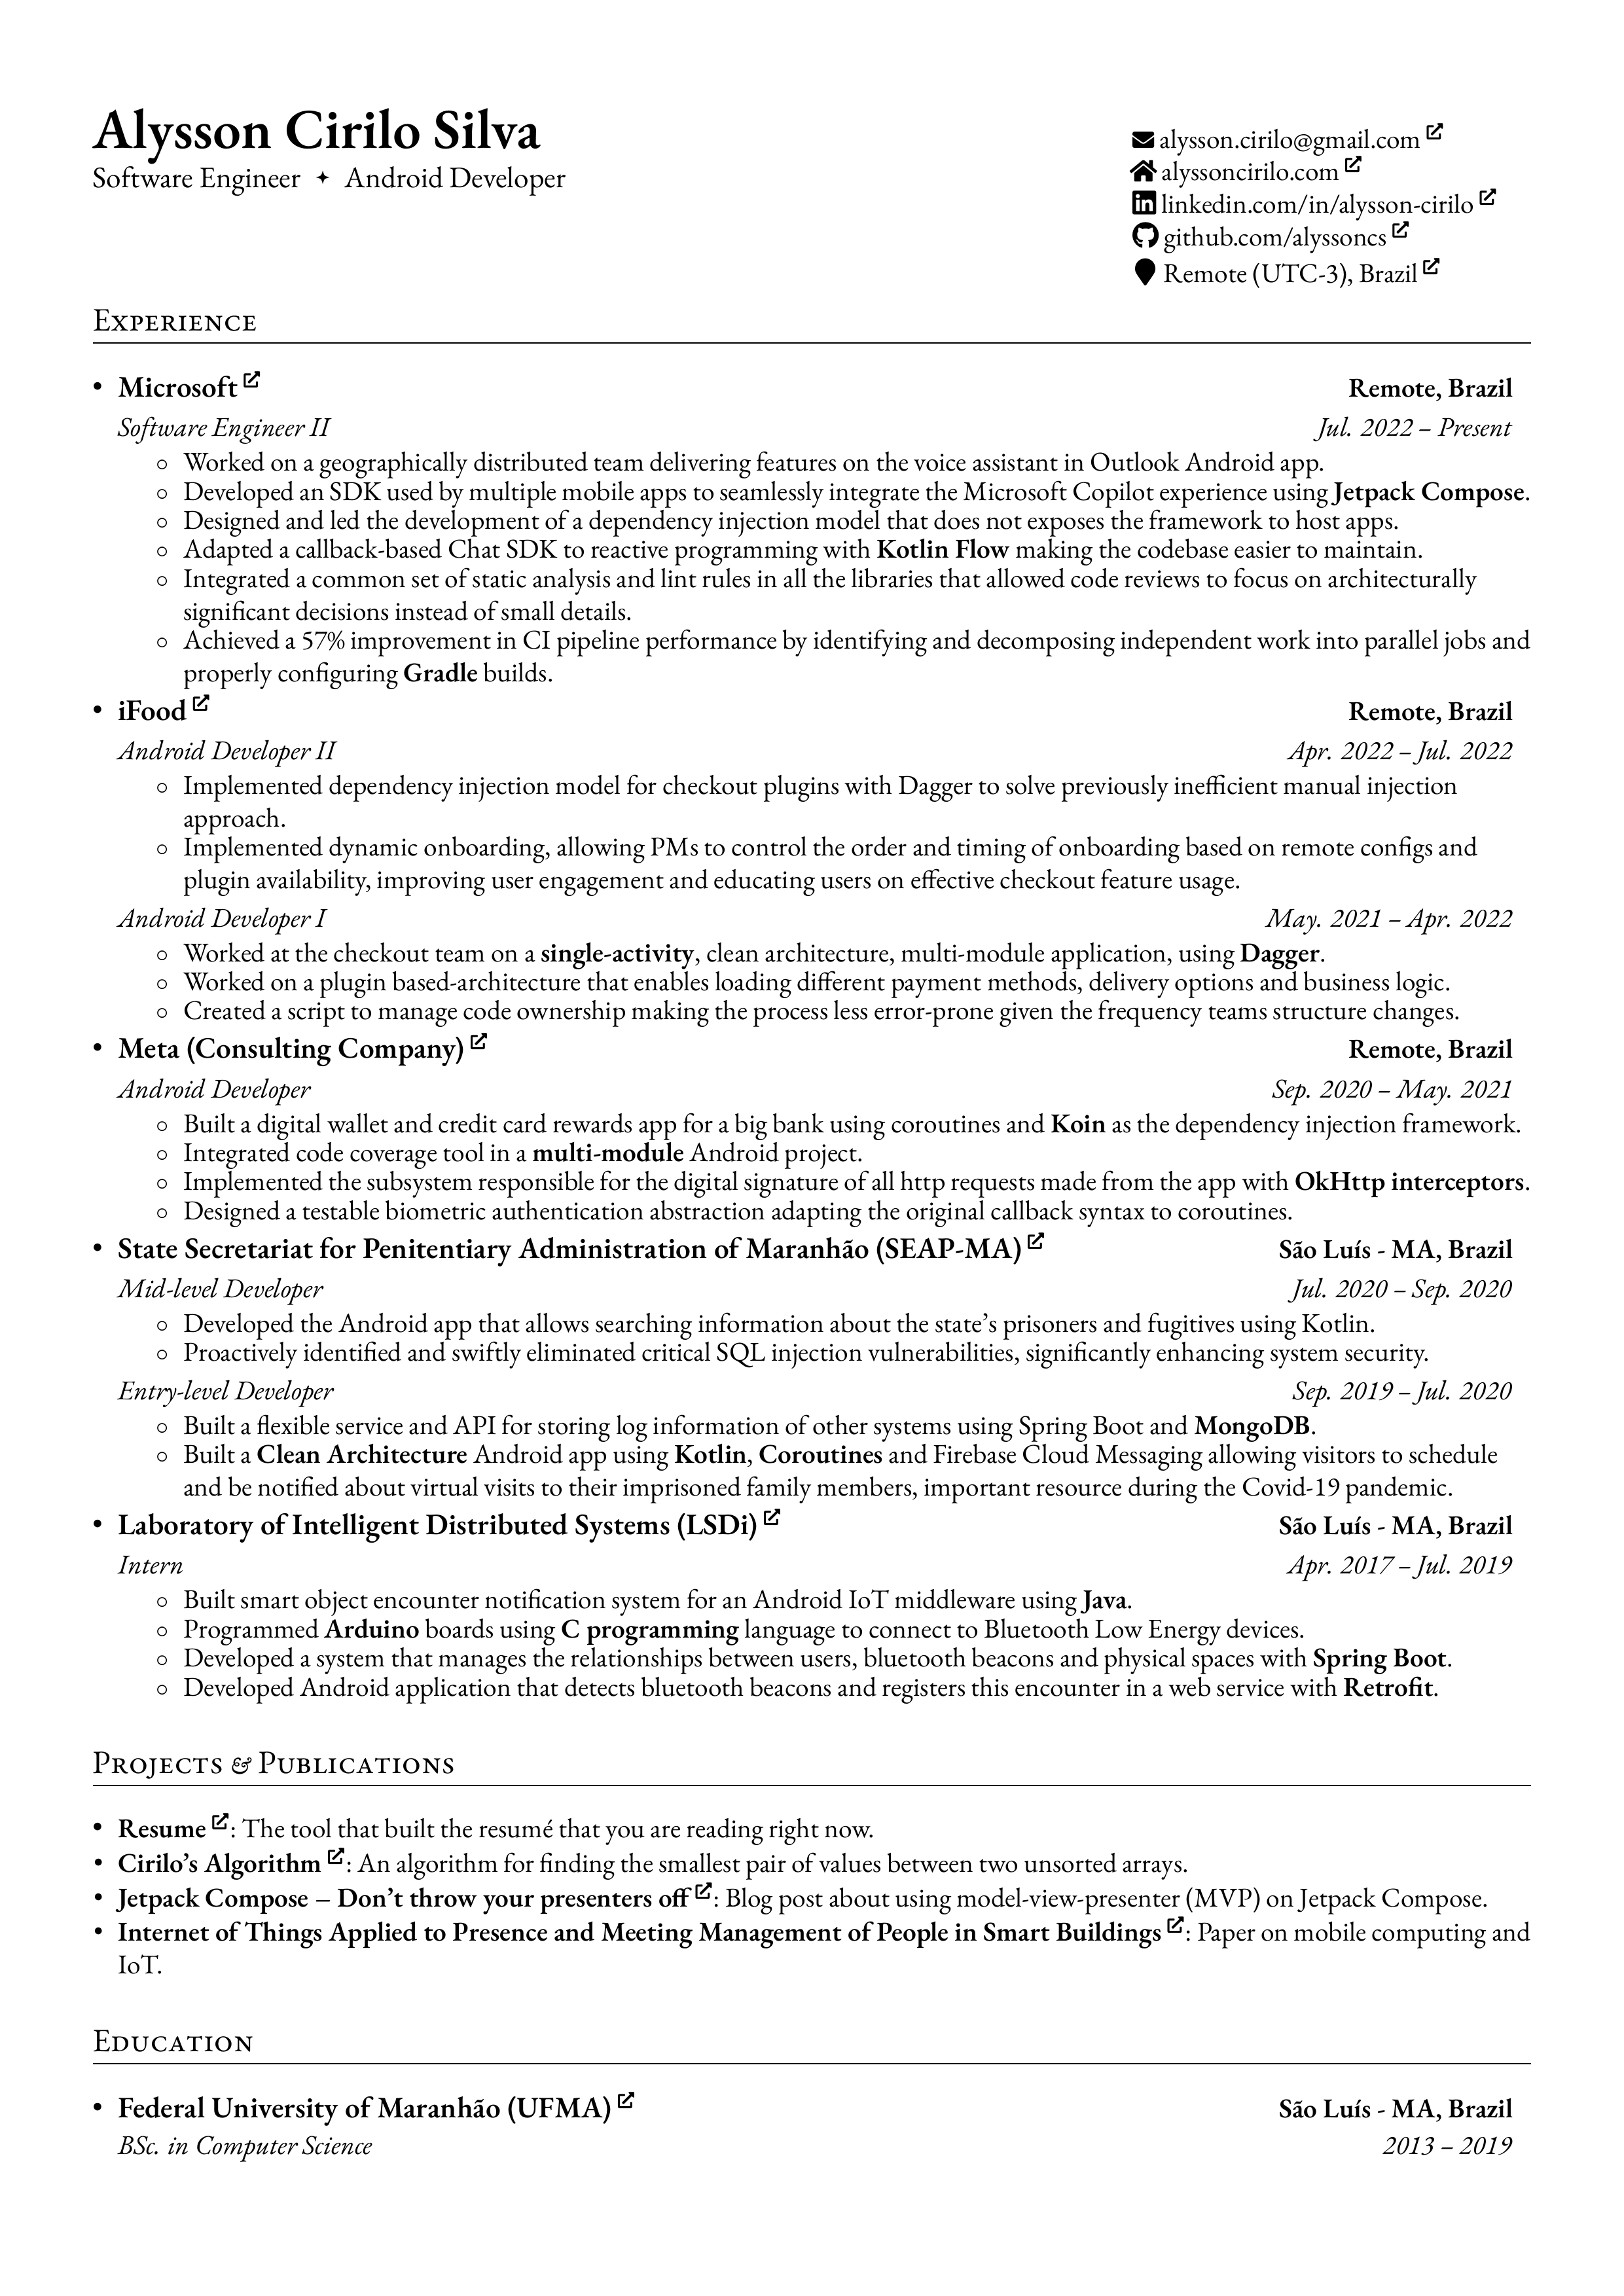 Alysson Cirilo Silva
Software Engineer ✦ Android Developer
alysson.cirilo@gmail.com
alyssoncirilo.com
linkedin.com/in/alysson-cirilo
github.com/alyssoncs
Remote (UTC-3), Brazil
Experience
• Microsoft Remote, Brazil
Software Engineer II Jul. 2022 – Present
◦ Worked on a geographically distributed team delivering features on the voice assistant in Outlook Android app.
◦ Developed an SDK used by multiple mobile apps to seamlessly integrate the Microsoft Copilot experience using Jetpack Compose.
◦ Designed and led the development of a dependency injection model that does not exposes the framework to host apps.
◦ Adapted a callback-based Chat SDK to reactive programming with Kotlin Flow making the codebase easier to maintain.
◦ Integrated a common set of static analysis and lint rules in all the libraries that allowed code reviews to focus on architecturally
significant decisions instead of small details.
◦ Achieved a 57% improvement in CI pipeline performance by identifying and decomposing independent work into parallel jobs and
properly configuring Gradle builds.
• iFood Remote, Brazil
Android Developer II Apr. 2022 – Jul. 2022
◦ Implemented dependency injection model for checkout plugins with Dagger to solve previously inefficient manual injection
approach.
◦ Implemented dynamic onboarding, allowing PMs to control the order and timing of onboarding based on remote configs and
plugin availability, improving user engagement and educating users on effective checkout feature usage.
Android Developer I May. 2021 – Apr. 2022
◦ Worked at the checkout team on a single-activity, clean architecture, multi-module application, using Dagger.
◦ Worked on a plugin based-architecture that enables loading different payment methods, delivery options and business logic.
◦ Created a script to manage code ownership making the process less error-prone given the frequency teams structure changes.
• Meta (Consulting Company) Remote, Brazil
Android Developer Sep. 2020 – May. 2021
◦ Built a digital wallet and credit card rewards app for a big bank using coroutines and Koin as the dependency injection framework.
◦ Integrated code coverage tool in a multi-module Android project.
◦ Implemented the subsystem responsible for the digital signature of all http requests made from the app with OkHttp interceptors.
◦ Designed a testable biometric authentication abstraction adapting the original callback syntax to coroutines.
• State Secretariat for Penitentiary Administration of Maranhão (SEAP-MA) São Luís - MA, Brazil
Mid-level Developer Jul. 2020 – Sep. 2020
◦ Developed the Android app that allows searching information about the state's prisoners and fugitives using Kotlin.
◦ Proactively identified and swiftly eliminated critical SQL injection vulnerabilities, significantly enhancing system security.
Entry-level Developer Sep. 2019 – Jul. 2020
◦ Built a flexible service and API for storing log information of other systems using Spring Boot and MongoDB.
◦ Built a Clean Architecture Android app using Kotlin, Coroutines and Firebase Cloud Messaging allowing visitors to schedule
and be notified about virtual visits to their imprisoned family members, important resource during the Covid-19 pandemic.
• Laboratory of Intelligent Distributed Systems (LSDi) São Luís - MA, Brazil
Intern Apr. 2017 – Jul. 2019
◦ Built smart object encounter notification system for an Android IoT middleware using Java.
◦ Programmed Arduino boards using C programming language to connect to Bluetooth Low Energy devices.
◦ Developed a system that manages the relationships between users, bluetooth beacons and physical spaces with Spring Boot.
◦ Developed Android application that detects bluetooth beacons and registers this encounter in a web service with Retrofit.
Projects & Publications
• Resume: The tool that built the resumé that you are reading right now.
• Cirilo's Algorithm: An algorithm for finding the smallest pair of values between two unsorted arrays.
• Jetpack Compose – Don't throw your presenters off: Blog post about using model-view-presenter (MVP) on Jetpack Compose.
• Internet of Things Applied to Presence and Meeting Management of People in Smart Buildings: Paper on mobile computing and
IoT.
Education
• Federal University of Maranhão (UFMA) São Luís - MA, Brazil
BSc. in Computer Science 2013 – 2019